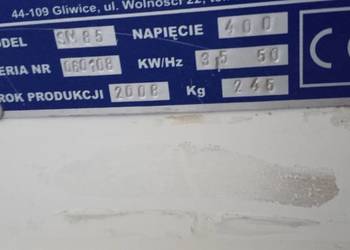 44-109 Gliwice, ul. Wolności 22,
ODEL SM 85 NAPIĘCIE 400
ERIA NR 060108 KW/Hz 3,5 50
ROK PRODUKCJI 2008 Kg 245